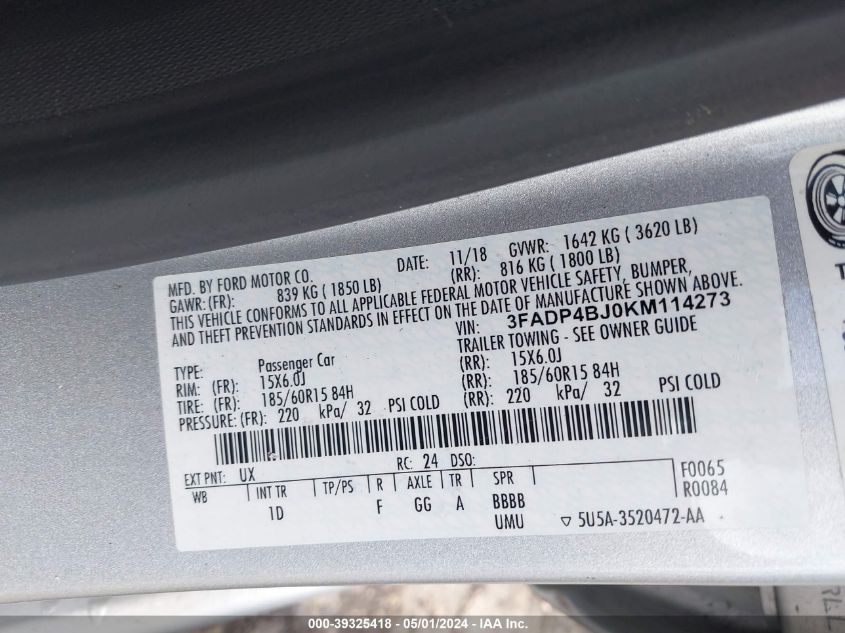 MFD. BY FORD MOTOR CO.
DATE: 11/18 GVWR: 1642 KG ( 3620 LB)
GAWR: (FR): 839 KG ( 1850 LB) (RR): 816 KG ( 1800 LB)
THIS VEHICLE CONFORMS TO ALL APPLICABLE FEDERAL MOTOR VEHICLE SAFETY, BUMPER,
AND THEFT PREVENTION STANDARDS IN EFFECT ON THE DATE OF MANUFACTURE SHOWN ABOVE.
VIN: 3FADP4BJ0KM114273
TYPE: Passenger Car TRAILER TOWING - SEE OWNER GUIDE
RIM: (FR): 15X6.0J (RR): 15X6.0J
TIRE: (FR): 185/60R15 84H (RR): 185/60R15 84H
PRESSURE: (FR): 220 kPa/ 32 PSI COLD (RR): 220 kPa/ 32 PSI COLD
EXT PNT: UX RC: 24 DSO:
WB INT TR TP/PS R AXLE TR SPR F0065
1D F GG A BBBB R0084
UMU 5U5A-3520472-AA
000-39325418 - 05/01/2024 - IAA Inc.